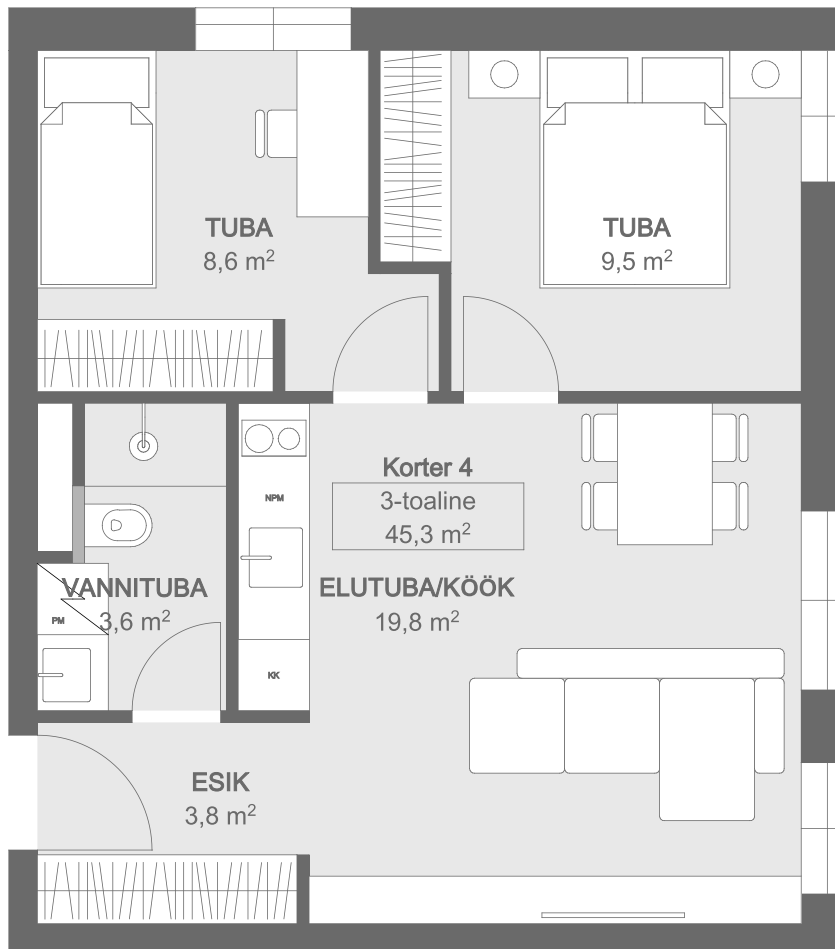 TUBA
8,6 m²
TUBA
9,5 m²
Korter 4
3-toaline
45,3 m²
NPM
VANNITUBA
3,6 m²
PM
ELUTUBA/KÖÖK
19,8 m²
KK
ESIK
3,8 m²